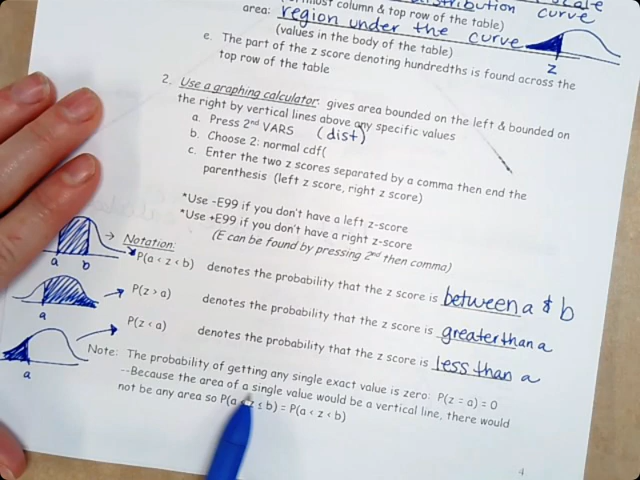 most column & top row of the table)
area: region under the curve
curve
(values in the body of the table)
e. The part of the z score denoting hundredths is found across the
top row of the table
z
2. Use a graphing calculator: gives area bounded on the left & bounded on
the right by vertical lines above any specific values
a. Press 2nd VARS (dist)
b. Choose 2: normal cdf(
c. Enter the two z scores separated by a comma then end the
parenthesis (left z score, right z score)
*Use -E99 if you don't have a left z-score
*Use +E99 if you don't have a right z-score
(E can be found by pressing 2nd then comma)
Notation:
a b
P(a < z < b) denotes the probability that the z score is between a & b
P(z > a) denotes the probability that the z score is greater than a
a
P(z < a) denotes the probability that the z score is less than a
a
Note: The probability of getting any single exact value is zero: P(z = a) = 0
--Because the area of a single value would be a vertical line, there would
not be any area so P(a ≤ z ≤ b) = P(a < z < b)
4